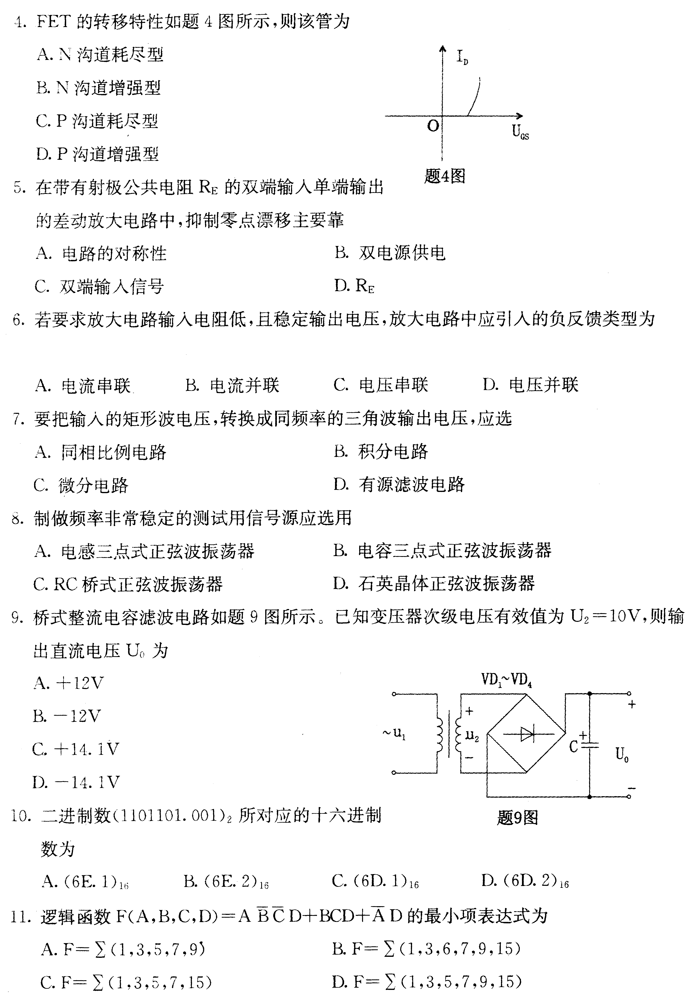 4. FET 的转移特性如题 4 图所示,则该管为
A. N 沟道耗尽型
B. N 沟道增强型
C. P 沟道耗尽型
D. P 沟道增强型
I_D
O
U_GS
题4图
5. 在带有射极公共电阻 R_E 的双端输入单端输出
的差动放大电路中,抑制零点漂移主要靠
A. 电路的对称性 B. 双电源供电
C. 双端输入信号 D. R_E
6. 若要求放大电路输入电阻低,且稳定输出电压,放大电路中应引入的负反馈类型为
A. 电流串联 B. 电流并联 C. 电压串联 D. 电压并联
7. 要把输入的矩形波电压,转换成同频率的三角波输出电压,应选
A. 同相比例电路 B. 积分电路
C. 微分电路 D. 有源滤波电路
8. 制做频率非常稳定的测试用信号源应选用
A. 电感三点式正弦波振荡器 B. 电容三点式正弦波振荡器
C. RC 桥式正弦波振荡器 D. 石英晶体正弦波振荡器
9. 桥式整流电容滤波电路如题 9 图所示。已知变压器次级电压有效值为 U₂=10V,则输
出直流电压 U₀ 为
A. +12V
B. −12V
C. +14.1V
D. −14.1V
VD₁~VD₄
+
+
~u₁
u₂
+
C
U₀
−
−
题9图
10. 二进制数(1101101.001)₂ 所对应的十六进制
数为
A. (6E.1)₁₆ B. (6E.2)₁₆ C. (6D.1)₁₆ D. (6D.2)₁₆
11. 逻辑函数 F(A,B,C,D)=A B̅ C̅ D+BCD+A̅ D 的最小项表达式为
A. F=∑(1,3,5,7,9) B. F=∑(1,3,6,7,9,15)
C. F=∑(1,3,5,7,15) D. F=∑(1,3,5,7,9,15)